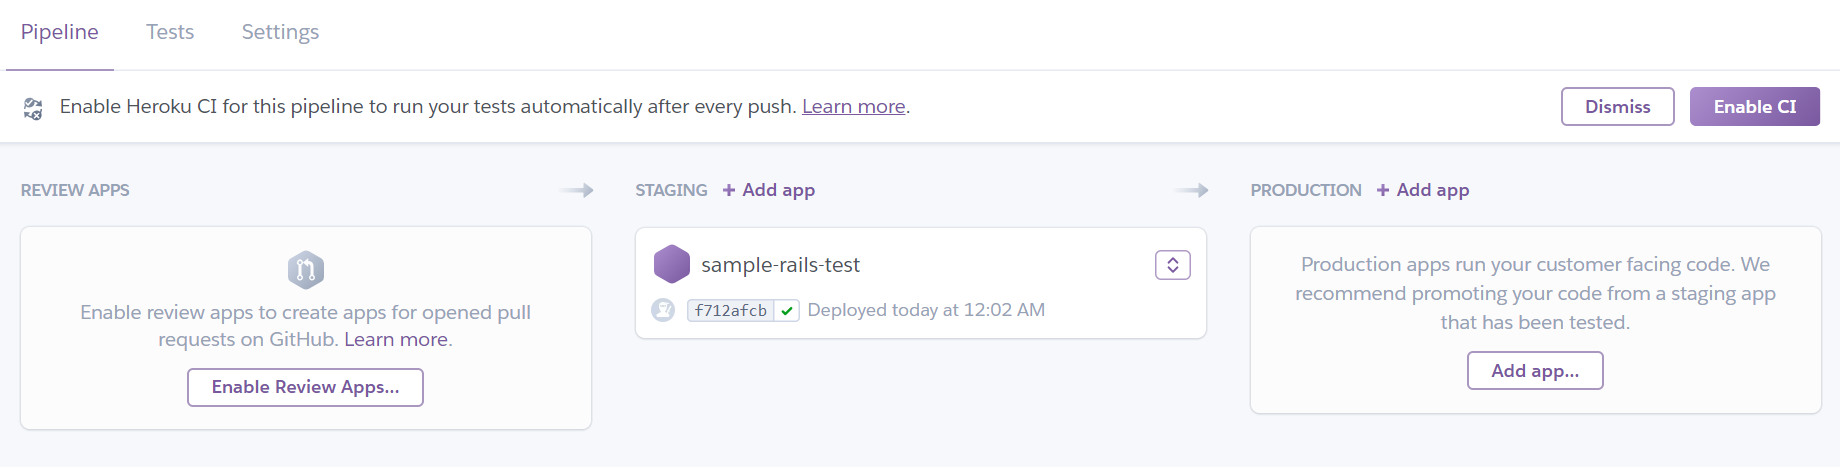 Pipeline Tests Settings
Enable Heroku CI for this pipeline to run your tests automatically after every push. Learn more.
Dismiss Enable CI
REVIEW APPS
Enable review apps to create apps for opened pull
requests on GitHub. Learn more.
Enable Review Apps...
STAGING + Add app
sample-rails-test
f712afcb Deployed today at 12:02 AM
PRODUCTION + Add app
Production apps run your customer facing code. We
recommend promoting your code from a staging app
that has been tested.
Add app...